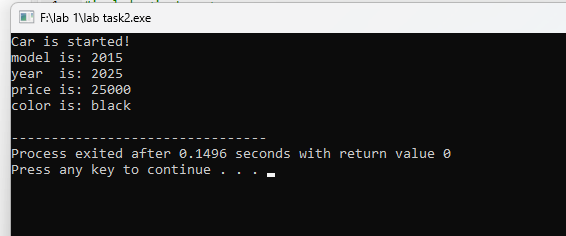 F:\lab 1\lab task2.exe
Car is started!
model is: 2015
year  is: 2025
price is: 25000
color is: black
--------------------------------
Process exited after 0.1496 seconds with return value 0
Press any key to continue . . .